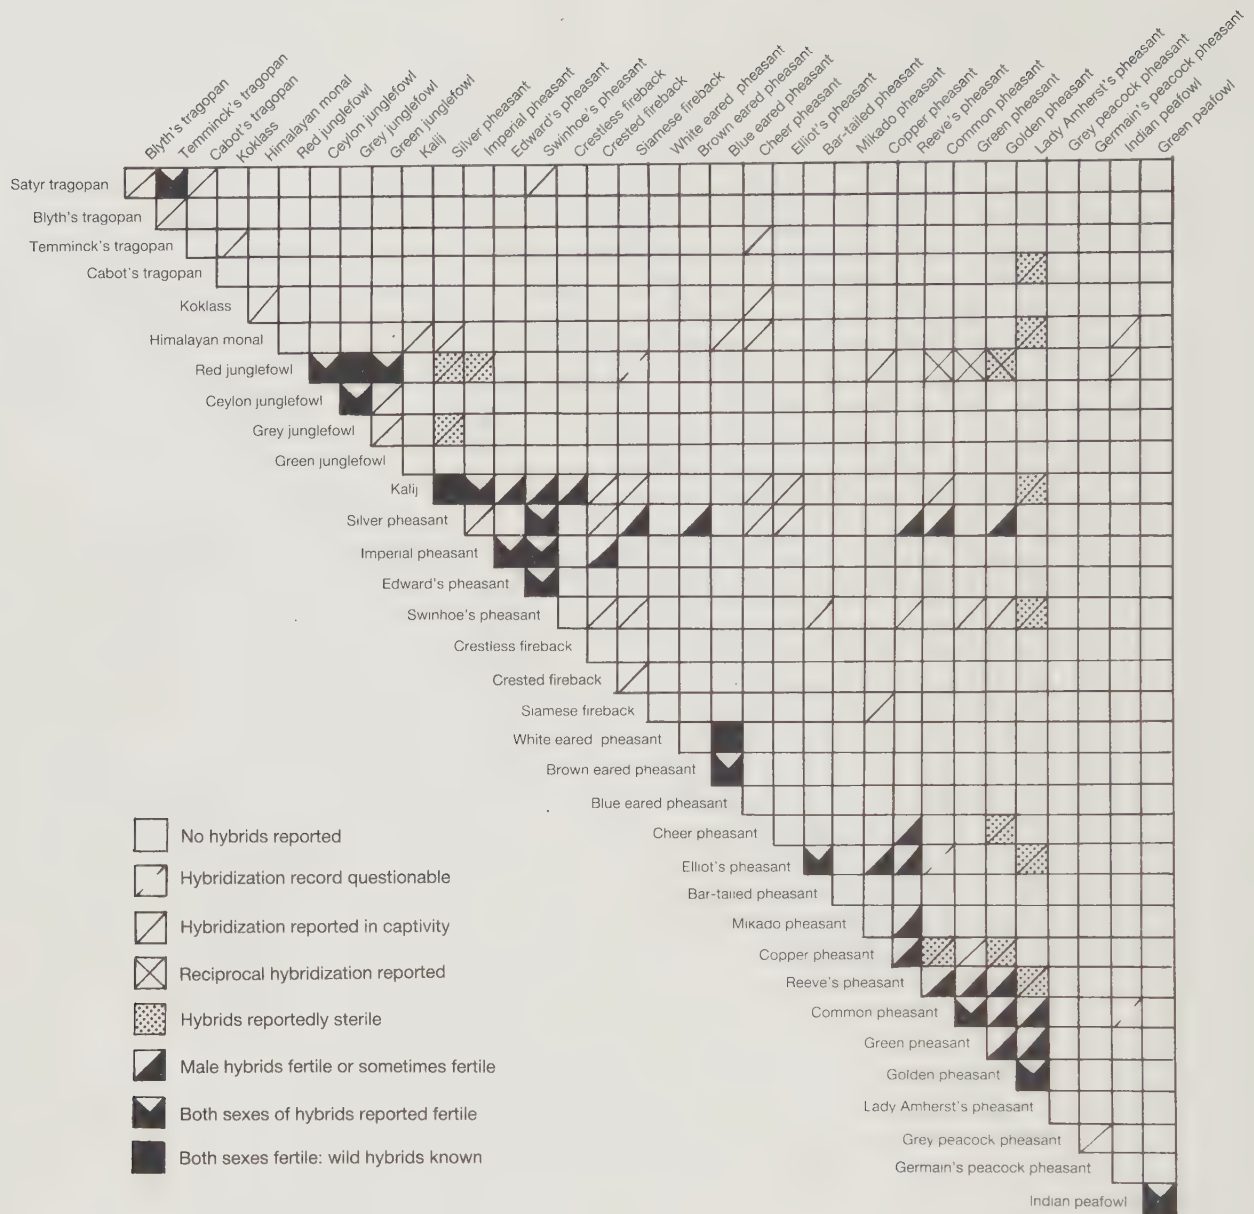 Blyth's tragopan
Temminck's tragopan
Cabot's tragopan
Koklass
Himalayan monal
Red junglefowl
Ceylon junglefowl
Grey junglefowl
Green junglefowl
Kalij
Silver pheasant
Imperial pheasant
Edward's pheasant
Swinhoe's pheasant
Crestless fireback
Crested fireback
Siamese fireback
White eared pheasant
Brown eared pheasant
Blue eared pheasant
Cheer pheasant
Elliot's pheasant
Bar-tailed pheasant
Mikado pheasant
Copper pheasant
Reeve's pheasant
Common pheasant
Green pheasant
Golden pheasant
Lady Amherst's pheasant
Grey peacock pheasant
Germain's peacock pheasant
Indian peafowl
Green peafowl
Satyr tragopan
Blyth's tragopan
Temminck's tragopan
Cabot's tragopan
Koklass
Himalayan monal
Red junglefowl
Ceylon junglefowl
Grey junglefowl
Green junglefowl
Kalij
Silver pheasant
Imperial pheasant
Edward's pheasant
Swinhoe's pheasant
Crestless fireback
Crested fireback
Siamese fireback
White eared pheasant
Brown eared pheasant
Blue eared pheasant
Cheer pheasant
Elliot's pheasant
Bar-tailed pheasant
Mikado pheasant
Copper pheasant
Reeve's pheasant
Common pheasant
Green pheasant
Golden pheasant
Lady Amherst's pheasant
Grey peacock pheasant
Germain's peacock pheasant
Indian peafowl
No hybrids reported
Hybridization record questionable
Hybridization reported in captivity
Reciprocal hybridization reported
Hybrids reportedly sterile
Male hybrids fertile or sometimes fertile
Both sexes of hybrids reported fertile
Both sexes fertile: wild hybrids known